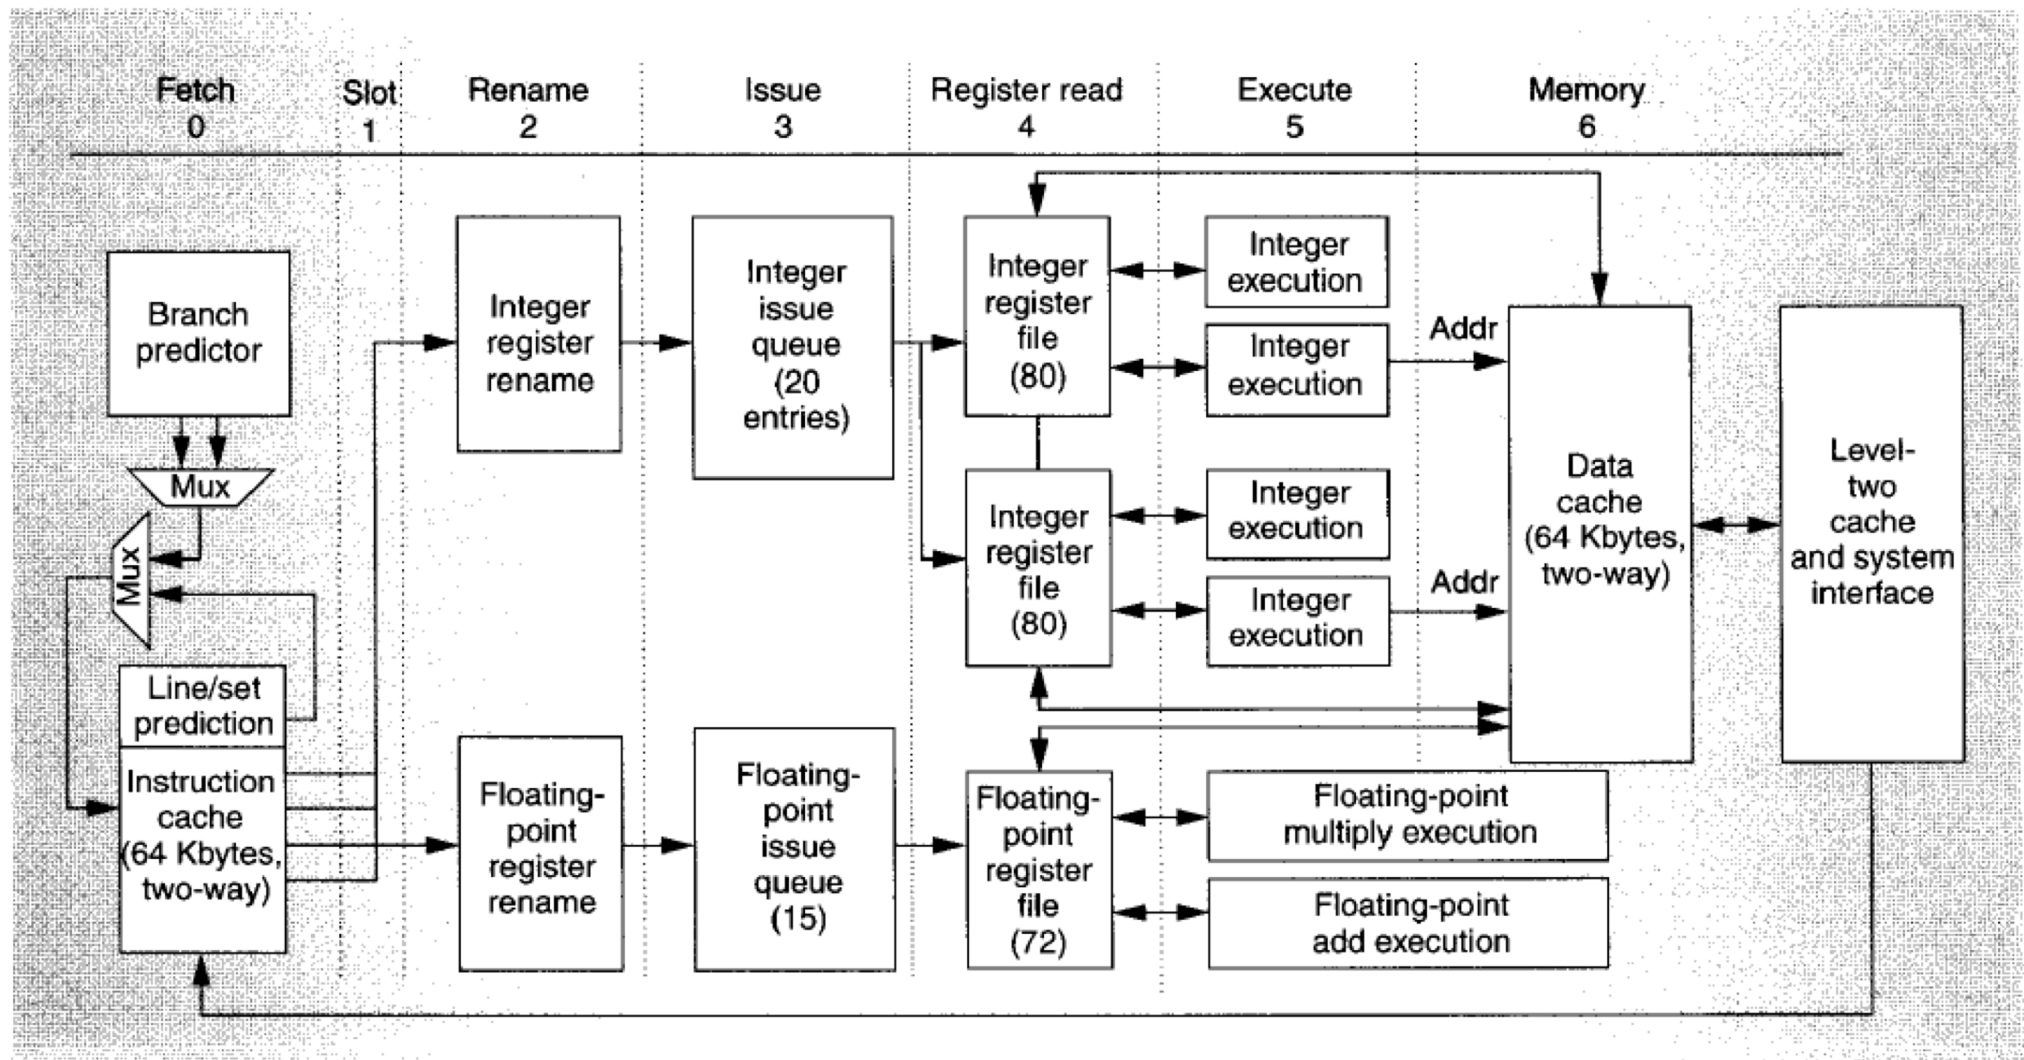 Fetch
0
Slot
1
Rename
2
Issue
3
Register read
4
Execute
5
Memory
6
Branch
predictor
Mux
Mux
Line/set
prediction
Instruction
cache
(64 Kbytes,
two-way)
Integer
register
rename
Floating-
point
register
rename
Integer
issue
queue
(20
entries)
Floating-
point
issue
queue
(15)
Integer
register
file
(80)
Integer
register
file
(80)
Floating-
point
register
file
(72)
Integer
execution
Integer
execution
Integer
execution
Integer
execution
Floating-point
multiply execution
Floating-point
add execution
Addr
Addr
Data
cache
(64 Kbytes,
two-way)
Level-
two
cache
and system
interface